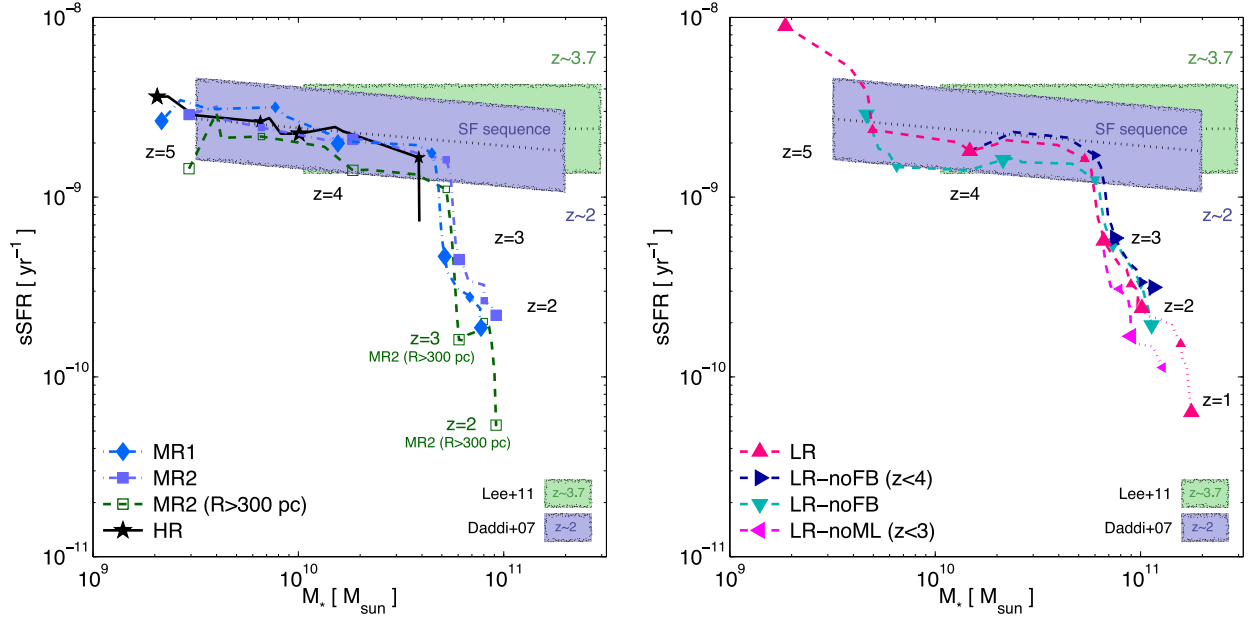 10^-8
10^-9
10^-10
10^-11
sSFR [ yr^-1 ]
z~3.7
SF sequence
z=5
z=4
z~2
z=3
z=2
z=3
MR2 (R>300 pc)
z=2
MR2 (R>300 pc)
MR1
MR2
MR2 (R>300 pc)
HR
Lee+11 z~3.7
Daddi+07 z~2
10^9 10^10 10^11
M_* [ M_sun ]
10^-8
10^-9
10^-10
10^-11
sSFR [ yr^-1 ]
z~3.7
SF sequence
z=5
z=4
z~2
z=3
z=2
z=1
LR
LR-noFB (z<4)
LR-noFB
LR-noML (z<3)
Lee+11 z~3.7
Daddi+07 z~2
10^9 10^10 10^11
M_* [ M_sun ]